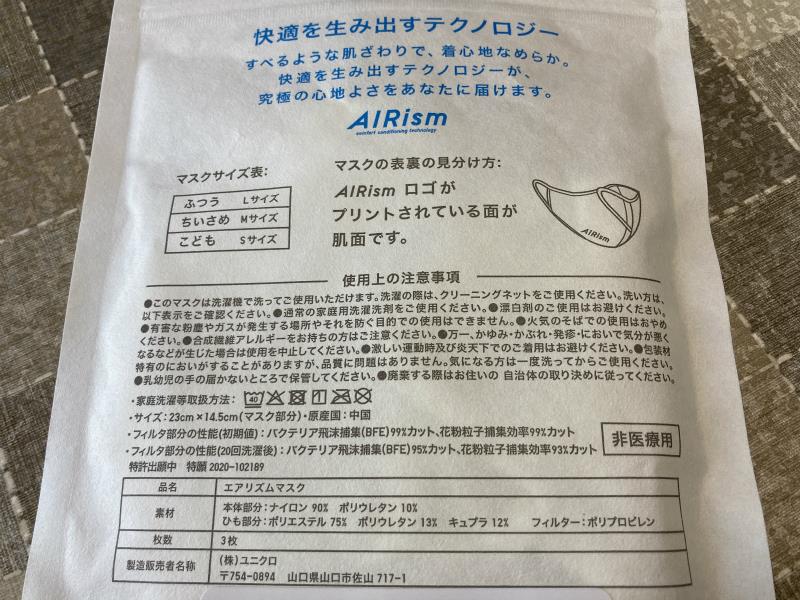 快適を生み出すテクノロジー
すべるような肌ざわりで、着心地なめらか。
快適を生み出すテクノロジーが、
究極の心地よさをあなたに届けます。
AIRism
comfort conditioning technology
マスクサイズ表：
ふつう Lサイズ
ちいさめ Mサイズ
こども Sサイズ
マスクの表裏の見分け方：
AIRism ロゴが
プリントされている面が
肌面です。
AIRism
使用上の注意事項
●このマスクは洗濯機で洗ってご使用いただけます。洗濯の際は、クリーニングネットをご使用ください。洗い方は、
以下表示をご確認ください。●通常の家庭用洗濯洗剤をご使用ください。●漂白剤のご使用はお避けください。
●有害な粉塵やガスが発生する場所やそれを防ぐ目的での使用はできません。●火気のそばでの使用はおやめ
ください。●合成繊維アレルギーをお持ちの方はご注意ください。●万一、かゆみ・かぶれ・発疹・において気分が悪く
なるなどが生じた場合は使用を中止してください。●激しい運動時及び炎天下でのご着用はお避けください。●包装材
特有のにおいがすることがありますが、品質に問題はありません。気になる方は一度洗ってからご使用ください。
●乳幼児の手の届かないところで保管してください。●廃棄する際はお住いの 自治体の取り決めに従ってください。
・家庭洗濯等取扱方法： 40
・サイズ：23cm×14.5cm(マスク部分)・原産国：中国
・フィルタ部分の性能(初期値)：バクテリア飛沫捕集(BFE)99%カット、花粉粒子捕集効率99%カット
・フィルタ部分の性能(20回洗濯後)：バクテリア飛沫捕集(BFE)95%カット、花粉粒子捕集効率93%カット
非医療用
特許出願中 特願 2020-102189
品名 エアリズムマスク
素材 本体部分：ナイロン 90% ポリウレタン 10%
ひも部分：ポリエステル 75% ポリウレタン 13% キュプラ 12% フィルター：ポリプロピレン
枚数 3枚
製造販売者名称 (株)ユニクロ
〒754-0894 山口県山口市佐山 717-1